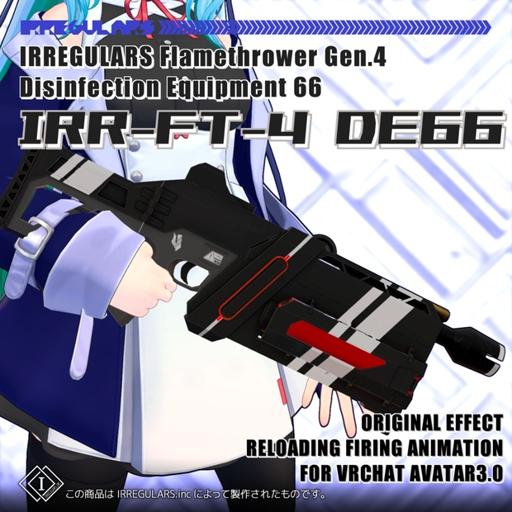 IRREGULARS
IRREGULARS Flamethrower Gen.4
Disinfection Equipment 66
IRR-FT-4 DE66
ORIGINAL EFFECT
RELOADING FIRING ANIMATION
FOR VRCHAT AVATAR3.0
I
この商品は IRREGULARS.inc によって製作されたものです。